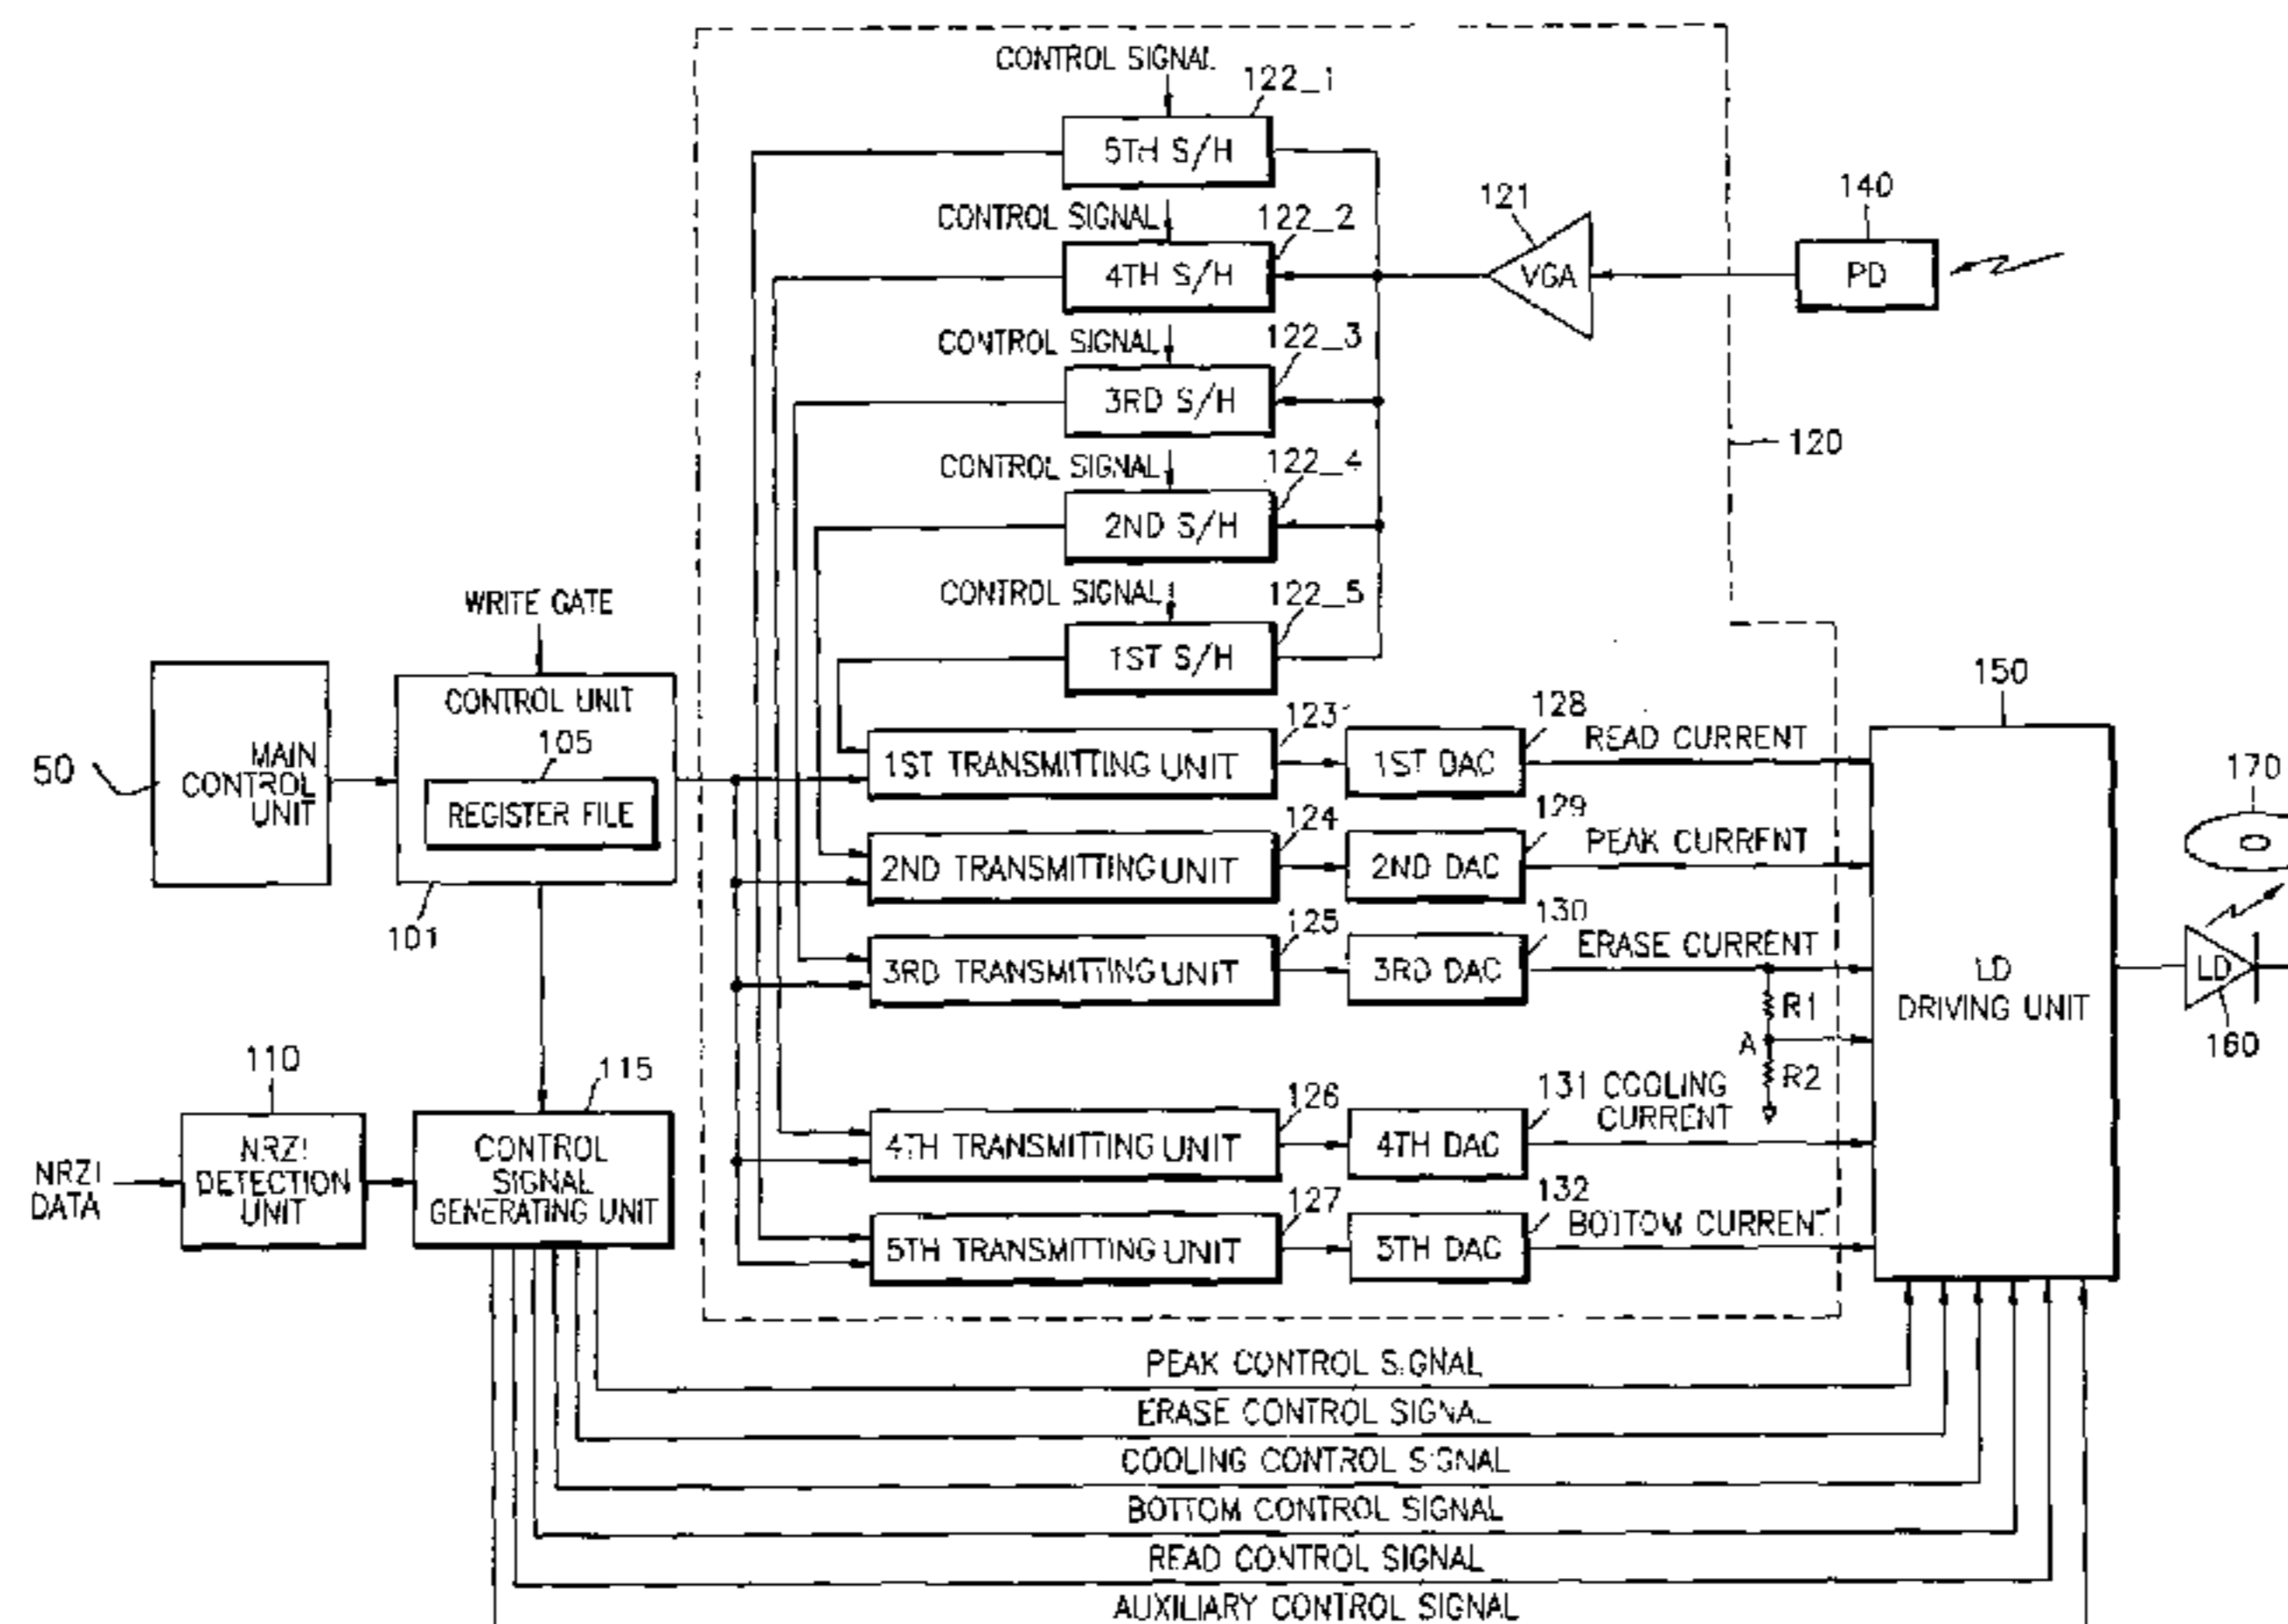 CONTROL SIGNAL
122_1
5TH S/H
CONTROL SIGNAL
122_2
4TH S/H
121
VGA
140
PD
CONTROL SIGNAL
122_3
3RD S/H
120
CONTROL SIGNAL
122_4
2ND S/H
WRITE GATE
CONTROL SIGNAL
122_5
1ST S/H
50
MAIN
CONTROL
UNIT
CONTROL UNIT
105
REGISTER FILE
101
123
1ST TRANSMITTING UNIT
128
1ST DAC
READ CURRENT
150
LD
DRIVING UNIT
170
124
2ND TRANSMITTING UNIT
129
2ND DAC
PEAK CURRENT
125
3RD TRANSMITTING UNIT
130
3RD DAC
ERASE CURRENT
R1
A
R2
LD
160
110
NRZI
DETECTION
UNIT
NRZI
DATA
115
CONTROL
SIGNAL
GENERATING UNIT
126
4TH TRANSMITTING UNIT
131
4TH DAC
COOLING
CURRENT
127
5TH TRANSMITTING UNIT
132
5TH DAC
BOTTOM CURRENT
PEAK CONTROL SIGNAL
ERASE CONTROL SIGNAL
COOLING CONTROL SIGNAL
BOTTOM CONTROL SIGNAL
READ CONTROL SIGNAL
AUXILIARY CONTROL SIGNAL